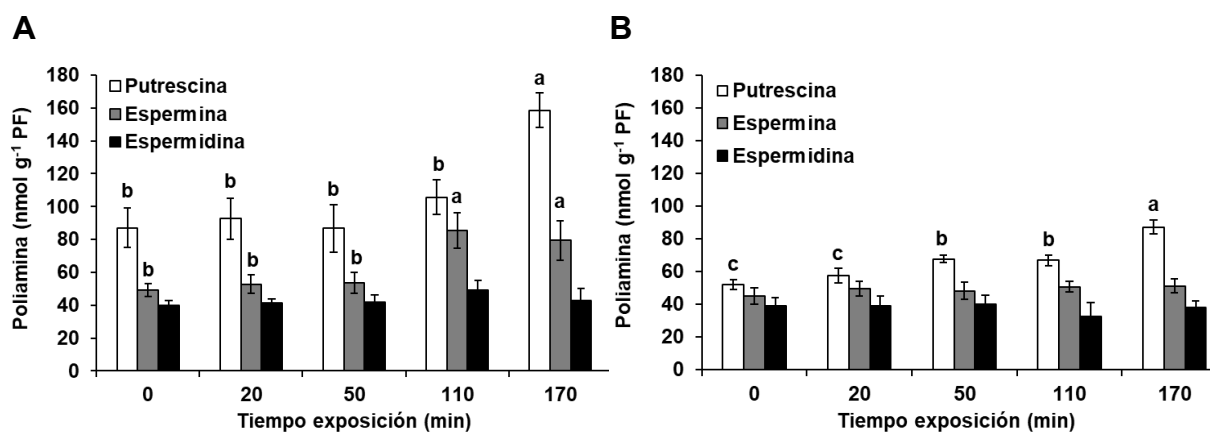 A
Poliamina (nmol g-1 PF)
180
160
140
120
100
80
60
40
20
0
Putrescina
Espermina
Espermidina
b
b
b
b
b
b
b
a
a
a
0 20 50 110 170
Tiempo exposición (min)
B
Poliamina (nmol g-1 PF)
180
160
140
120
100
80
60
40
20
0
Putrescina
Espermina
Espermidina
c
c
b
b
a
0 20 50 110 170
Tiempo exposición (min)